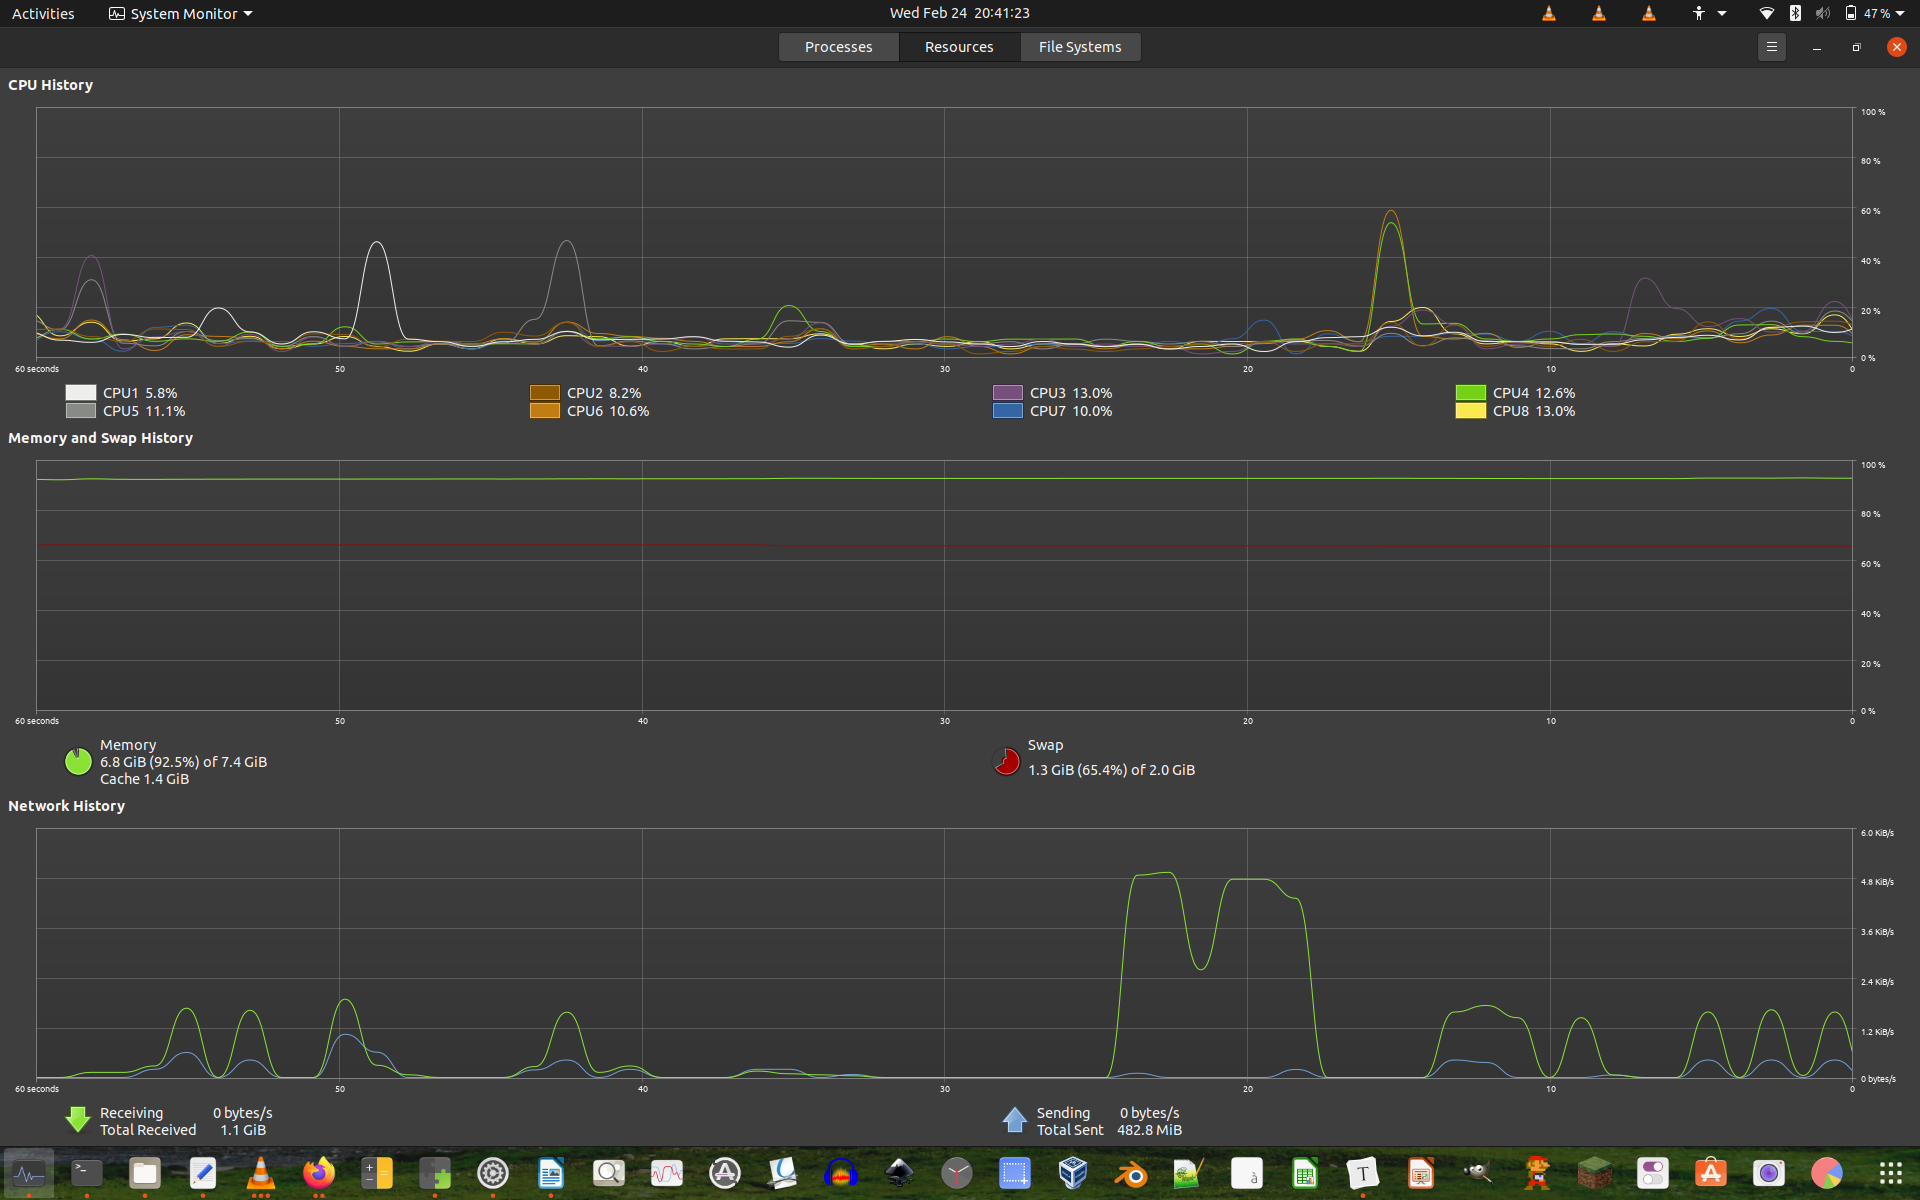 Activities
System Monitor
Wed Feb 24 20:41:23
47 %
Processes
Resources
File Systems
CPU History
100 %
80 %
60 %
40 %
20 %
0 %
60 seconds
50
40
30
20
10
0
CPU1 5.8%
CPU2 8.2%
CPU3 13.0%
CPU4 12.6%
CPU5 11.1%
CPU6 10.6%
CPU7 10.0%
CPU8 13.0%
Memory and Swap History
100 %
80 %
60 %
40 %
20 %
0 %
60 seconds
50
40
30
20
10
0
Memory
6.8 GiB (92.5%) of 7.4 GiB
Cache 1.4 GiB
Swap
1.3 GiB (65.4%) of 2.0 GiB
Network History
6.0 KiB/s
4.8 KiB/s
3.6 KiB/s
2.4 KiB/s
1.2 KiB/s
0 bytes/s
60 seconds
50
40
30
20
10
0
Receiving 0 bytes/s
Total Received 1.1 GiB
Sending 0 bytes/s
Total Sent 482.8 MiB